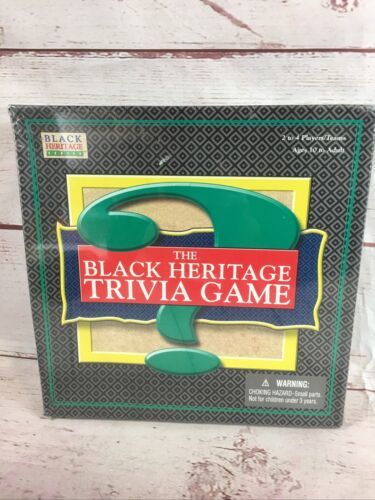 BLACK
HERITAGE
SERIES
2 to 4 Players/Teams
Ages 10 to Adult
THE
BLACK HERITAGE
TRIVIA GAME
WARNING:
CHOKING HAZARD-Small parts.
Not for children under 3 years.